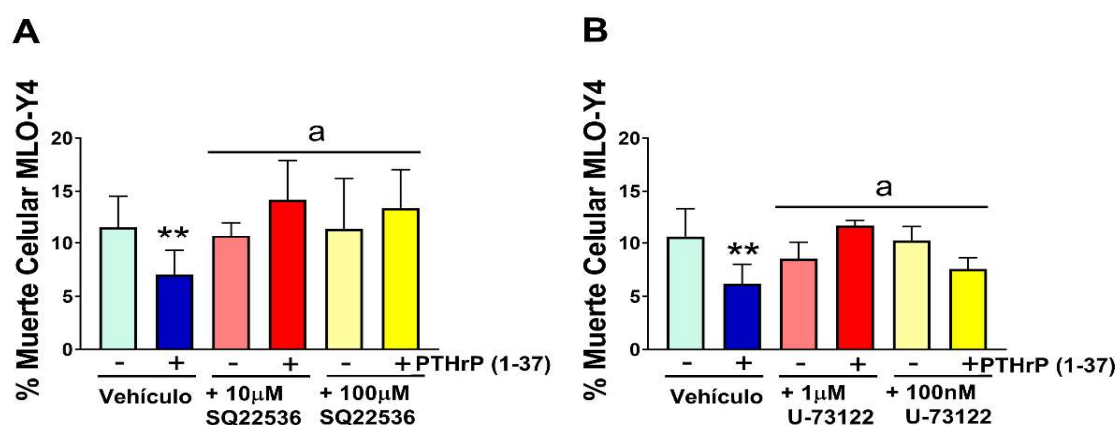 A
% Muerte Celular MLO-Y4
20
15
10
5
0
a
**
- + - + - + PTHrP (1-37)
Vehículo
+ 10µM
SQ22536
+ 100µM
SQ22536
B
% Muerte Celular MLO-Y4
20
15
10
5
0
a
**
- + - + - + PTHrP (1-37)
Vehículo
+ 1µM
U-73122
+ 100nM
U-73122